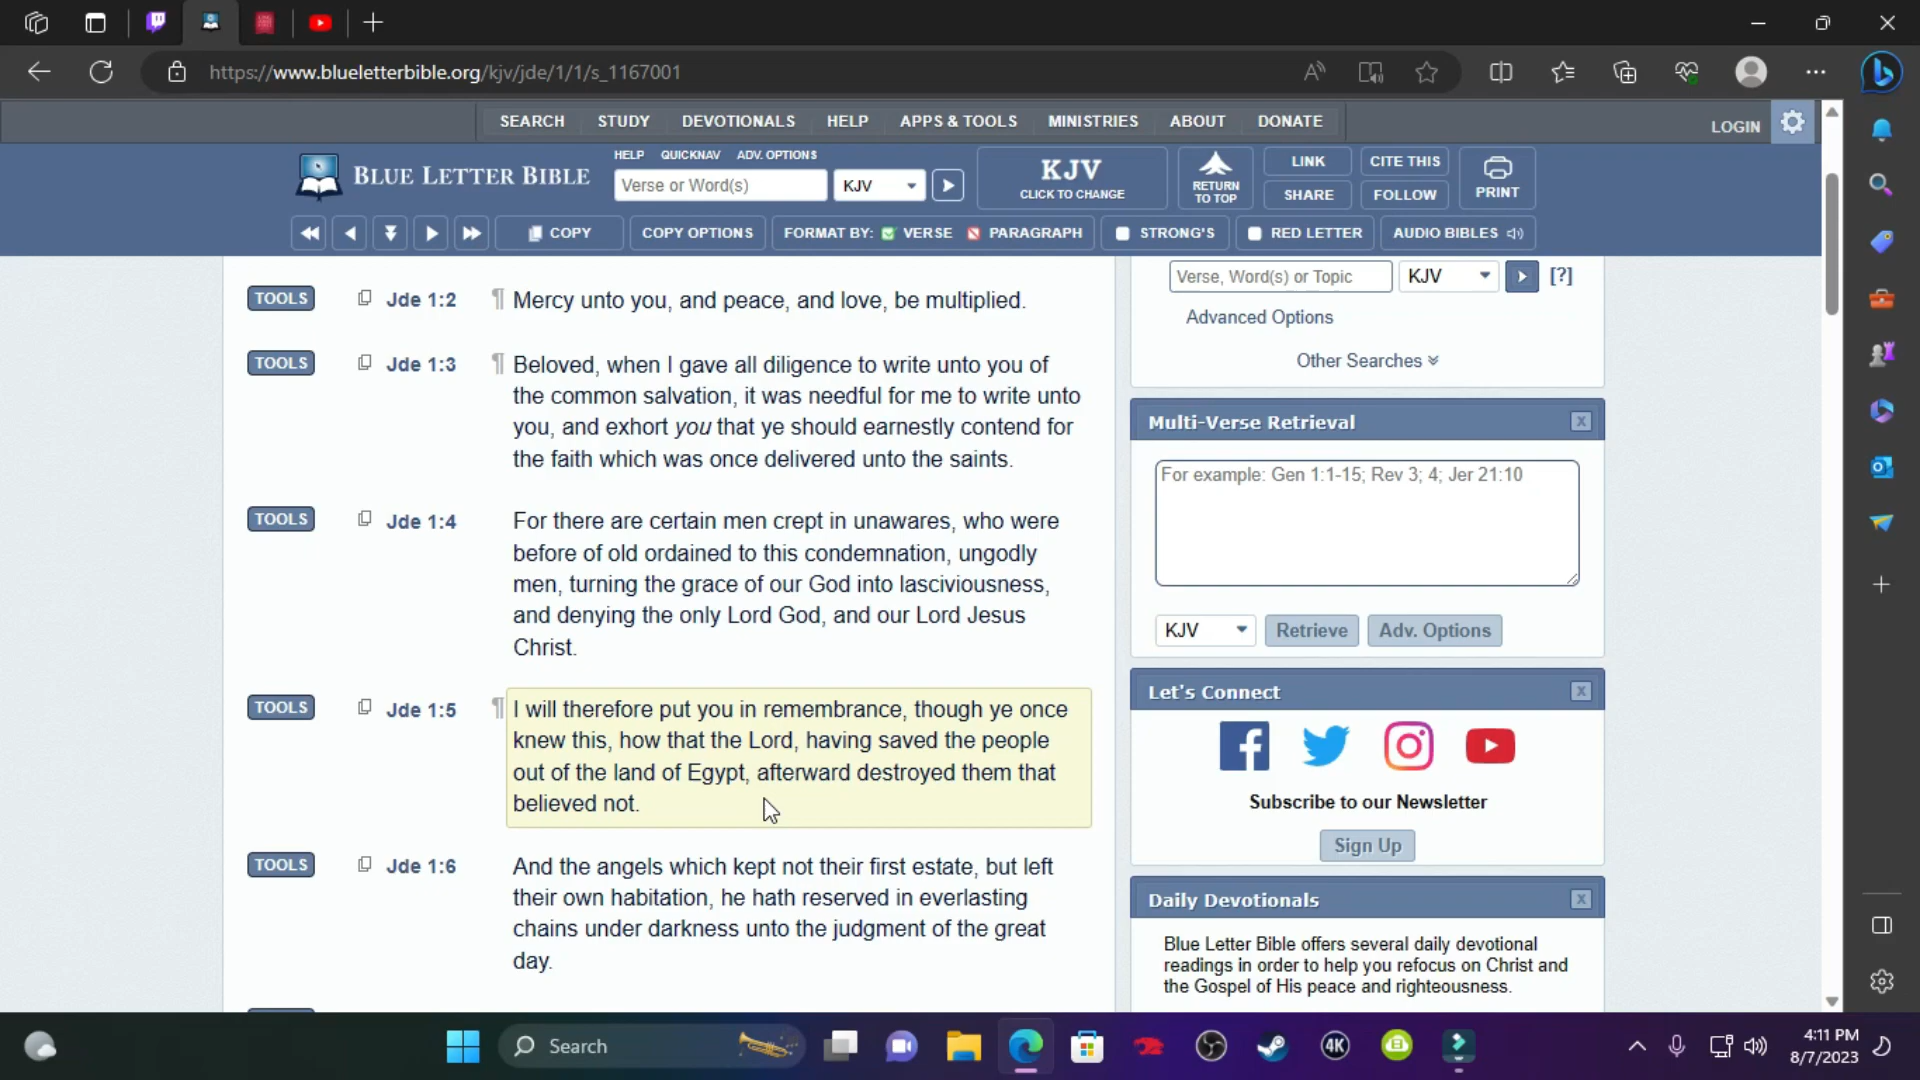 https://www.blueletterbible.org/kjv/jde/1/1/s_1167001
SEARCH STUDY DEVOTIONALS HELP APPS & TOOLS MINISTRIES ABOUT DONATE LOGIN
BLUE LETTER BIBLE
HELP QUICKNAV ADV. OPTIONS
Verse or Word(s) KJV
KJV
CLICK TO CHANGE
RETURN
TO TOP
LINK CITE THIS
SHARE FOLLOW
PRINT
COPY COPY OPTIONS FORMAT BY: VERSE PARAGRAPH STRONG'S RED LETTER AUDIO BIBLES
TOOLS Jde 1:2 ¶ Mercy unto you, and peace, and love, be multiplied.
TOOLS Jde 1:3 ¶ Beloved, when I gave all diligence to write unto you of
the common salvation, it was needful for me to write unto
you, and exhort you that ye should earnestly contend for
the faith which was once delivered unto the saints.
TOOLS Jde 1:4 For there are certain men crept in unawares, who were
before of old ordained to this condemnation, ungodly
men, turning the grace of our God into lasciviousness,
and denying the only Lord God, and our Lord Jesus
Christ.
TOOLS Jde 1:5 ¶ I will therefore put you in remembrance, though ye once
knew this, how that the Lord, having saved the people
out of the land of Egypt, afterward destroyed them that
believed not.
TOOLS Jde 1:6 And the angels which kept not their first estate, but left
their own habitation, he hath reserved in everlasting
chains under darkness unto the judgment of the great
day.
Verse, Word(s) or Topic KJV [?]
Advanced Options
Other Searches
Multi-Verse Retrieval
For example: Gen 1:1-15; Rev 3; 4; Jer 21:10
KJV Retrieve Adv. Options
Let's Connect
Subscribe to our Newsletter
Sign Up
Daily Devotionals
Blue Letter Bible offers several daily devotional
readings in order to help you refocus on Christ and
the Gospel of His peace and righteousness.
Search
4K
4:11 PM
8/7/2023